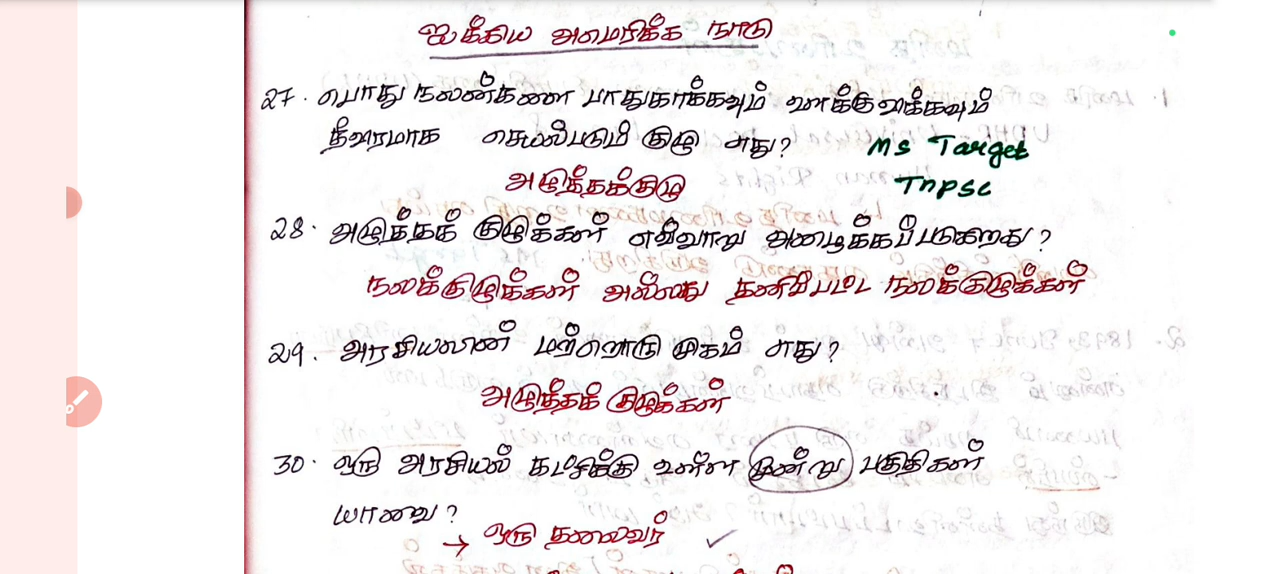 ஐக்கிய அமெரிக்க நாடு
27. பொது நலன்களை பாதுகாக்கவும் ஊக்குவிக்கவும்
தீவிரமாக செயல்படும் குழு எது?
Ms Target
அழுத்தக்குழு
Tnpsc
28. அழுத்தக் குழுக்கள் எவ்வாறு அழைக்கப்படுகிறது?
நலக்குழுக்கள் அல்லது தனிப்பட்ட நலக்குழுக்கள்
29. அரசியலின் மற்றொரு முகம் எது?
அழுத்தக் குழுக்கள்
30. ஒரு அரசியல் கட்சிக்கு உள்ள மூன்று பகுதிகள்
யாவை?
→ ஒரு தலைவர் ✓